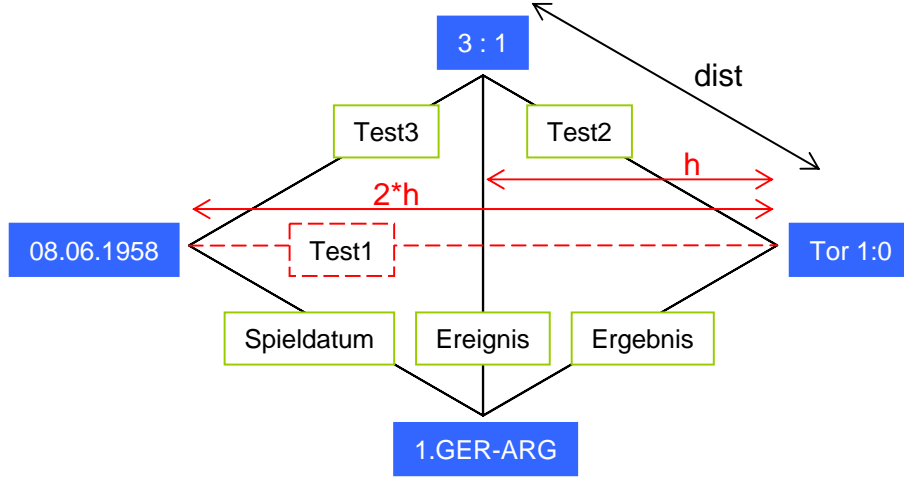 3 : 1
dist
Test3
Test2
h
2*h
08.06.1958
Test1
Tor 1:0
Spieldatum
Ereignis
Ergebnis
1.GER-ARG